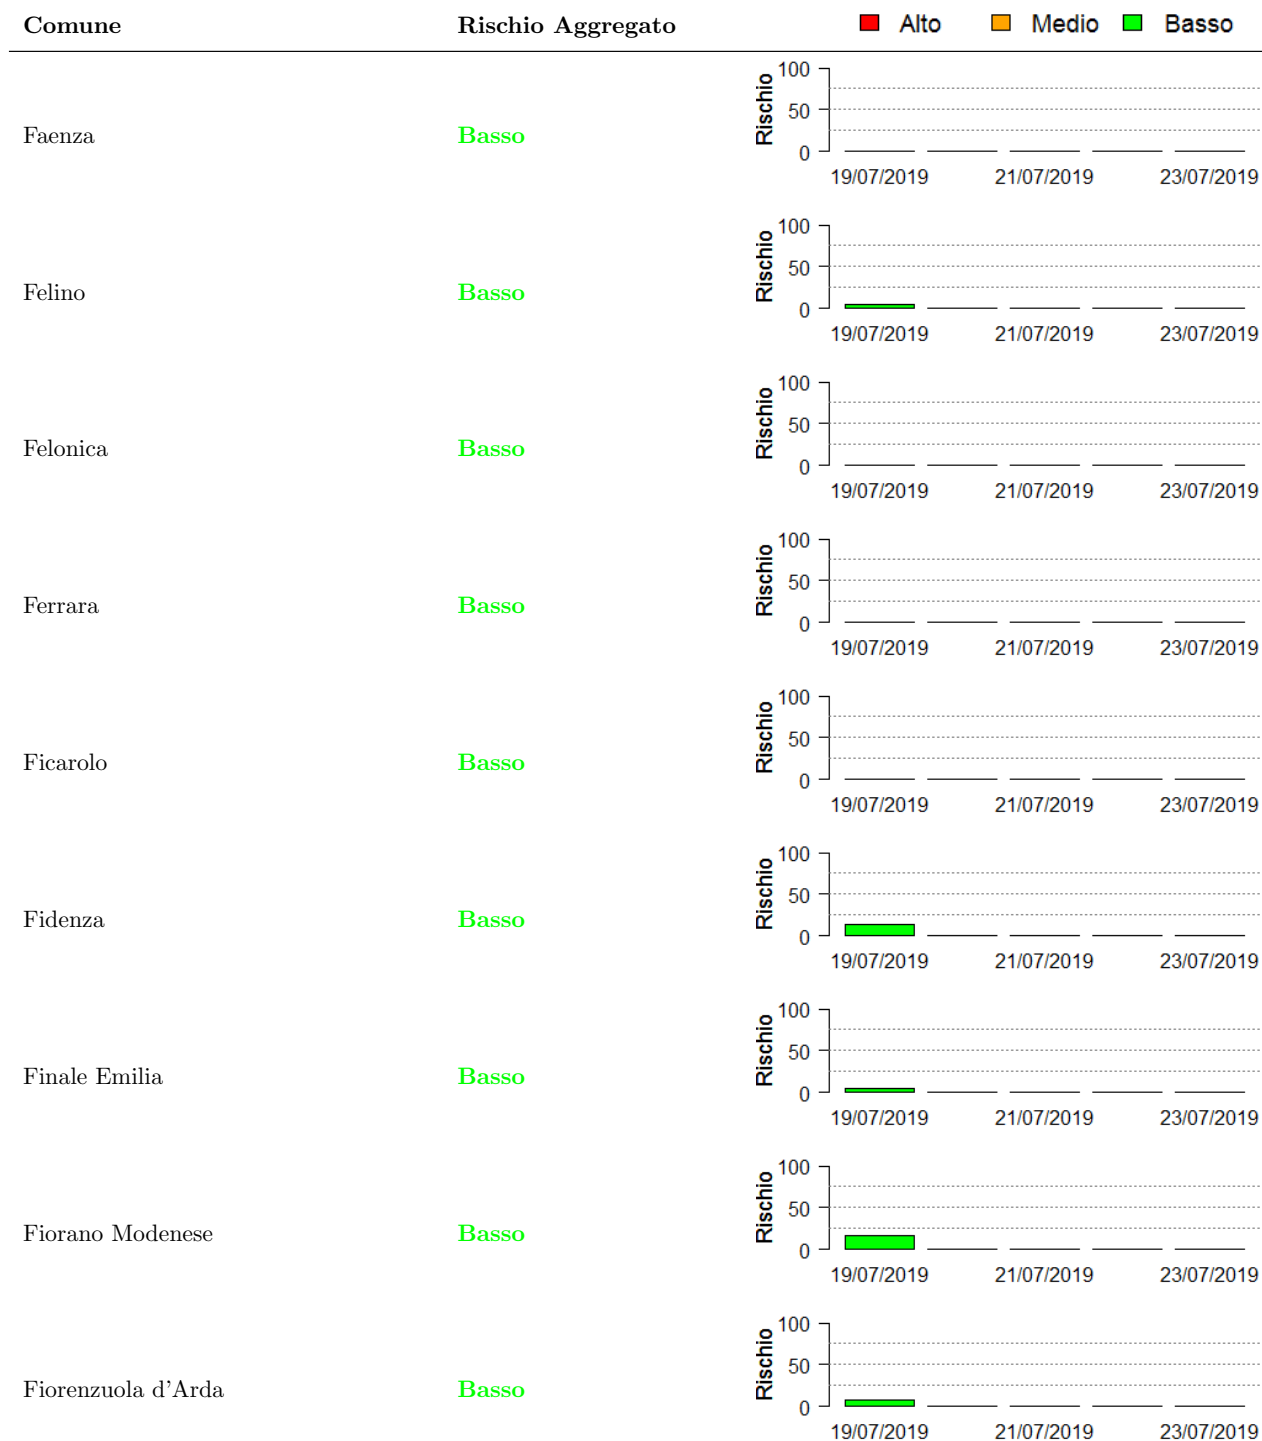 Comune Rischio Aggregato Alto Medio Basso
Faenza Basso
Rischio
100
50
0
19/07/2019 21/07/2019 23/07/2019
Felino Basso
Rischio
100
50
0
19/07/2019 21/07/2019 23/07/2019
Felonica Basso
Rischio
100
50
0
19/07/2019 21/07/2019 23/07/2019
Ferrara Basso
Rischio
100
50
0
19/07/2019 21/07/2019 23/07/2019
Ficarolo Basso
Rischio
100
50
0
19/07/2019 21/07/2019 23/07/2019
Fidenza Basso
Rischio
100
50
0
19/07/2019 21/07/2019 23/07/2019
Finale Emilia Basso
Rischio
100
50
0
19/07/2019 21/07/2019 23/07/2019
Fiorano Modenese Basso
Rischio
100
50
0
19/07/2019 21/07/2019 23/07/2019
Fiorenzuola d'Arda Basso
Rischio
100
50
0
19/07/2019 21/07/2019 23/07/2019